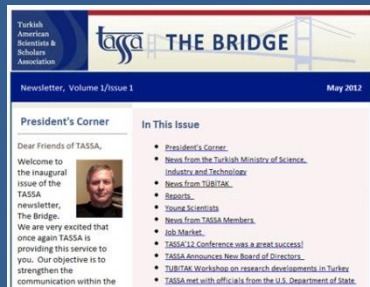 Turkish
American
Scientists &
Scholars
Association
tassa THE BRIDGE
Newsletter, Volume 1/Issue 1 May 2012
President's Corner
Dear Friends of TASSA,
Welcome to
the inaugural
issue of the
TASSA
newsletter,
The Bridge.
We are very excited that
once again TASSA is
providing this service to
you. Our objective is to
strengthen the
communication within the
In This Issue
President's Corner
News from the Turkish Ministry of Science,
Industry and Technology
News from TÜBİTAK
Reports
Young Scientists
News from TASSA Members
Job Market
TASSA'12 Conference was a great success!
TASSA Announces New Board of Directors
TUBITAK Workshop on research developments in Turkey
TASSA met with officials from the U.S. Department of State